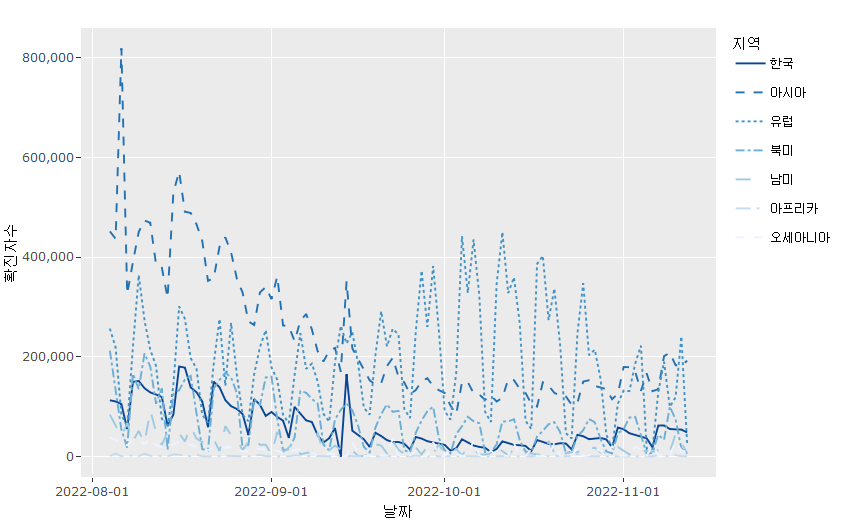 800,000
600,000
400,000
200,000
0
확진자수
2022-08-01
2022-09-01
2022-10-01
2022-11-01
날짜
지역
한국
아시아
유럽
북미
남미
아프리카
오세아니아